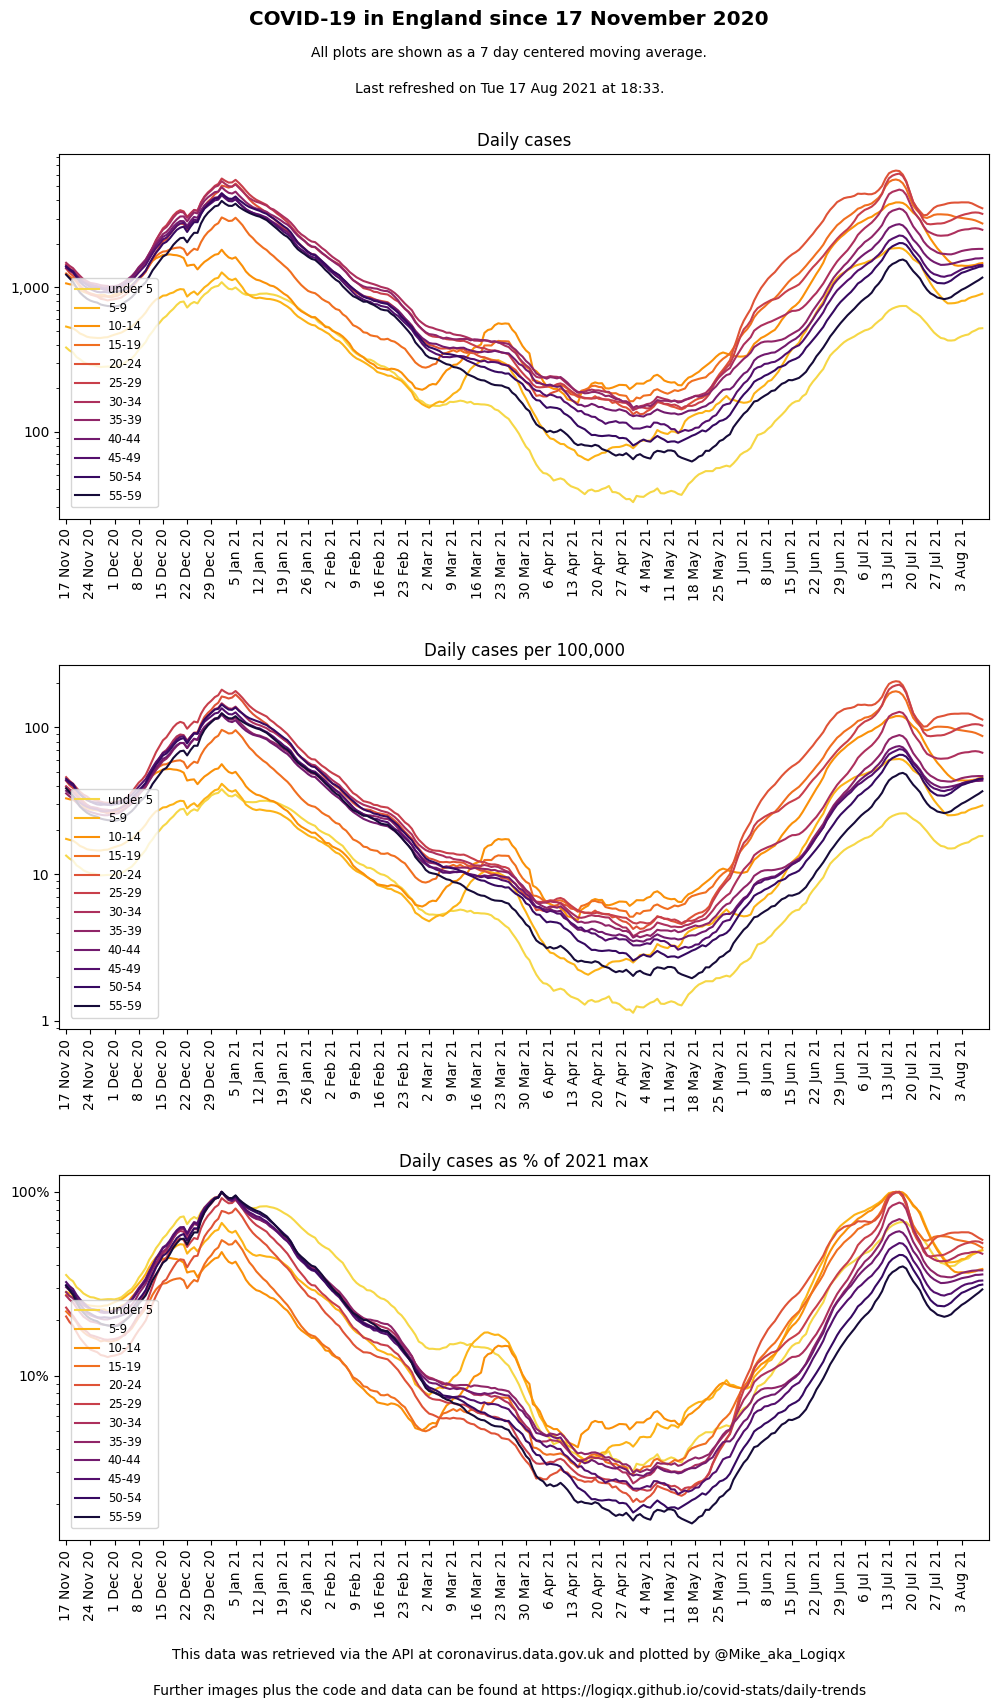 COVID-19 in England since 17 November 2020
All plots are shown as a 7 day centered moving average.
Last refreshed on Tue 17 Aug 2021 at 18:33.
Daily cases
1,000
100
under 5
5-9
10-14
15-19
20-24
25-29
30-34
35-39
40-44
45-49
50-54
55-59
17 Nov 20
24 Nov 20
1 Dec 20
8 Dec 20
15 Dec 20
22 Dec 20
29 Dec 20
5 Jan 21
12 Jan 21
19 Jan 21
26 Jan 21
2 Feb 21
9 Feb 21
16 Feb 21
23 Feb 21
2 Mar 21
9 Mar 21
16 Mar 21
23 Mar 21
30 Mar 21
6 Apr 21
13 Apr 21
20 Apr 21
27 Apr 21
4 May 21
11 May 21
18 May 21
25 May 21
1 Jun 21
8 Jun 21
15 Jun 21
22 Jun 21
29 Jun 21
6 Jul 21
13 Jul 21
20 Jul 21
27 Jul 21
3 Aug 21
Daily cases per 100,000
100
10
1
under 5
5-9
10-14
15-19
20-24
25-29
30-34
35-39
40-44
45-49
50-54
55-59
17 Nov 20
24 Nov 20
1 Dec 20
8 Dec 20
15 Dec 20
22 Dec 20
29 Dec 20
5 Jan 21
12 Jan 21
19 Jan 21
26 Jan 21
2 Feb 21
9 Feb 21
16 Feb 21
23 Feb 21
2 Mar 21
9 Mar 21
16 Mar 21
23 Mar 21
30 Mar 21
6 Apr 21
13 Apr 21
20 Apr 21
27 Apr 21
4 May 21
11 May 21
18 May 21
25 May 21
1 Jun 21
8 Jun 21
15 Jun 21
22 Jun 21
29 Jun 21
6 Jul 21
13 Jul 21
20 Jul 21
27 Jul 21
3 Aug 21
Daily cases as % of 2021 max
100%
10%
under 5
5-9
10-14
15-19
20-24
25-29
30-34
35-39
40-44
45-49
50-54
55-59
17 Nov 20
24 Nov 20
1 Dec 20
8 Dec 20
15 Dec 20
22 Dec 20
29 Dec 20
5 Jan 21
12 Jan 21
19 Jan 21
26 Jan 21
2 Feb 21
9 Feb 21
16 Feb 21
23 Feb 21
2 Mar 21
9 Mar 21
16 Mar 21
23 Mar 21
30 Mar 21
6 Apr 21
13 Apr 21
20 Apr 21
27 Apr 21
4 May 21
11 May 21
18 May 21
25 May 21
1 Jun 21
8 Jun 21
15 Jun 21
22 Jun 21
29 Jun 21
6 Jul 21
13 Jul 21
20 Jul 21
27 Jul 21
3 Aug 21
This data was retrieved via the API at coronavirus.data.gov.uk and plotted by @Mike_aka_Logiqx
Further images plus the code and data can be found at https://logiqx.github.io/covid-stats/daily-trends